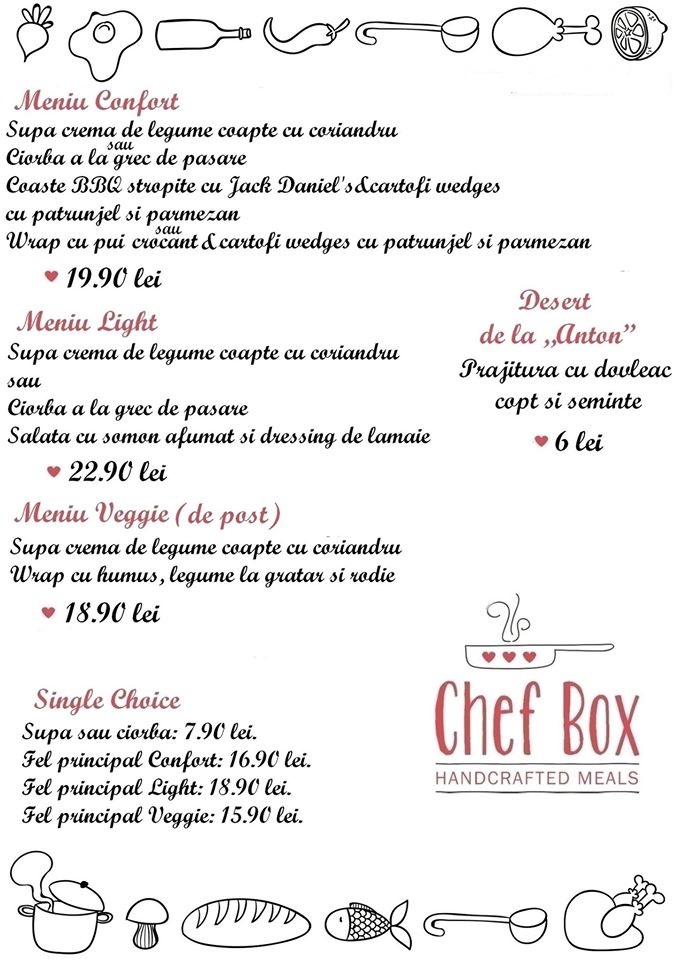 Meniu Confort
Supa crema de legume coapte cu coriandru
sau
Ciorba a la grec de pasare
Coaste BBQ stropite cu Jack Daniel's&cartofi wedges
cu patrunjel si parmezan
sau
Wrap cu pui crocant &cartofi wedges cu patrunjel si parmezan
19.90 lei
Meniu Light
Supa crema de legume coapte cu coriandru
sau
Ciorba a la grec de pasare
Salata cu somon afumat si dressing de lamaie
22.90 lei
Desert
de la „Anton”
Prajitura cu dovleac
copt si seminte
6 lei
Meniu Veggie (de post)
Supa crema de legume coapte cu coriandru
Wrap cu humus, legume la gratar si rodie
18.90 lei
Single Choice
Supa sau ciorba: 7.90 lei.
Fel principal Confort: 16.90 lei.
Fel principal Light: 18.90 lei.
Fel principal Veggie: 15.90 lei.
Chef Box
HANDCRAFTED MEALS